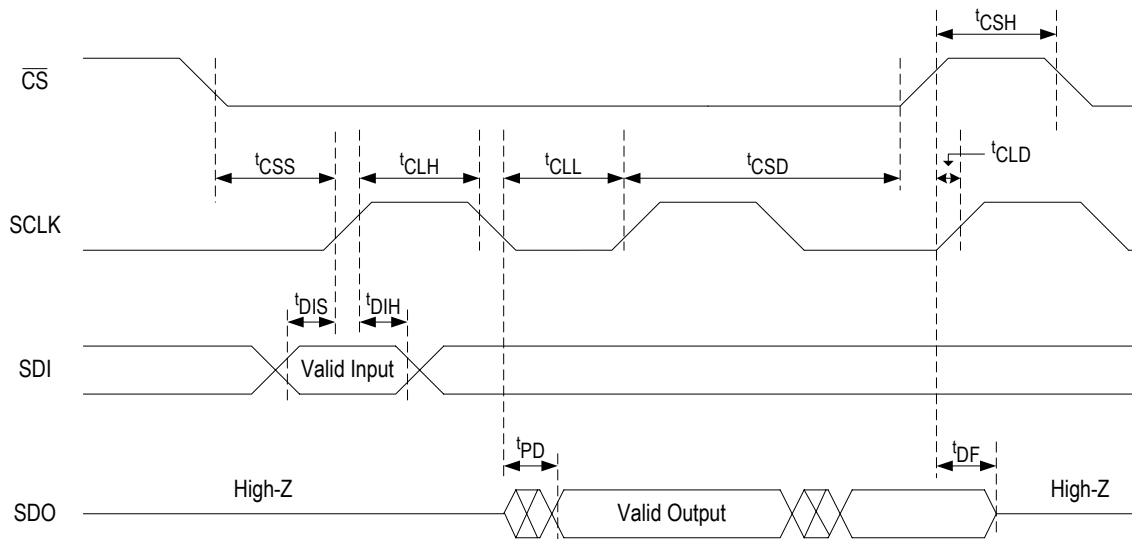 tCSH
CS
tCSS
tCLH
tCLL
tCSD
tCLD
SCLK
tDIS
tDIH
SDI
Valid Input
tPD
tDF
High-Z
High-Z
SDO
Valid Output